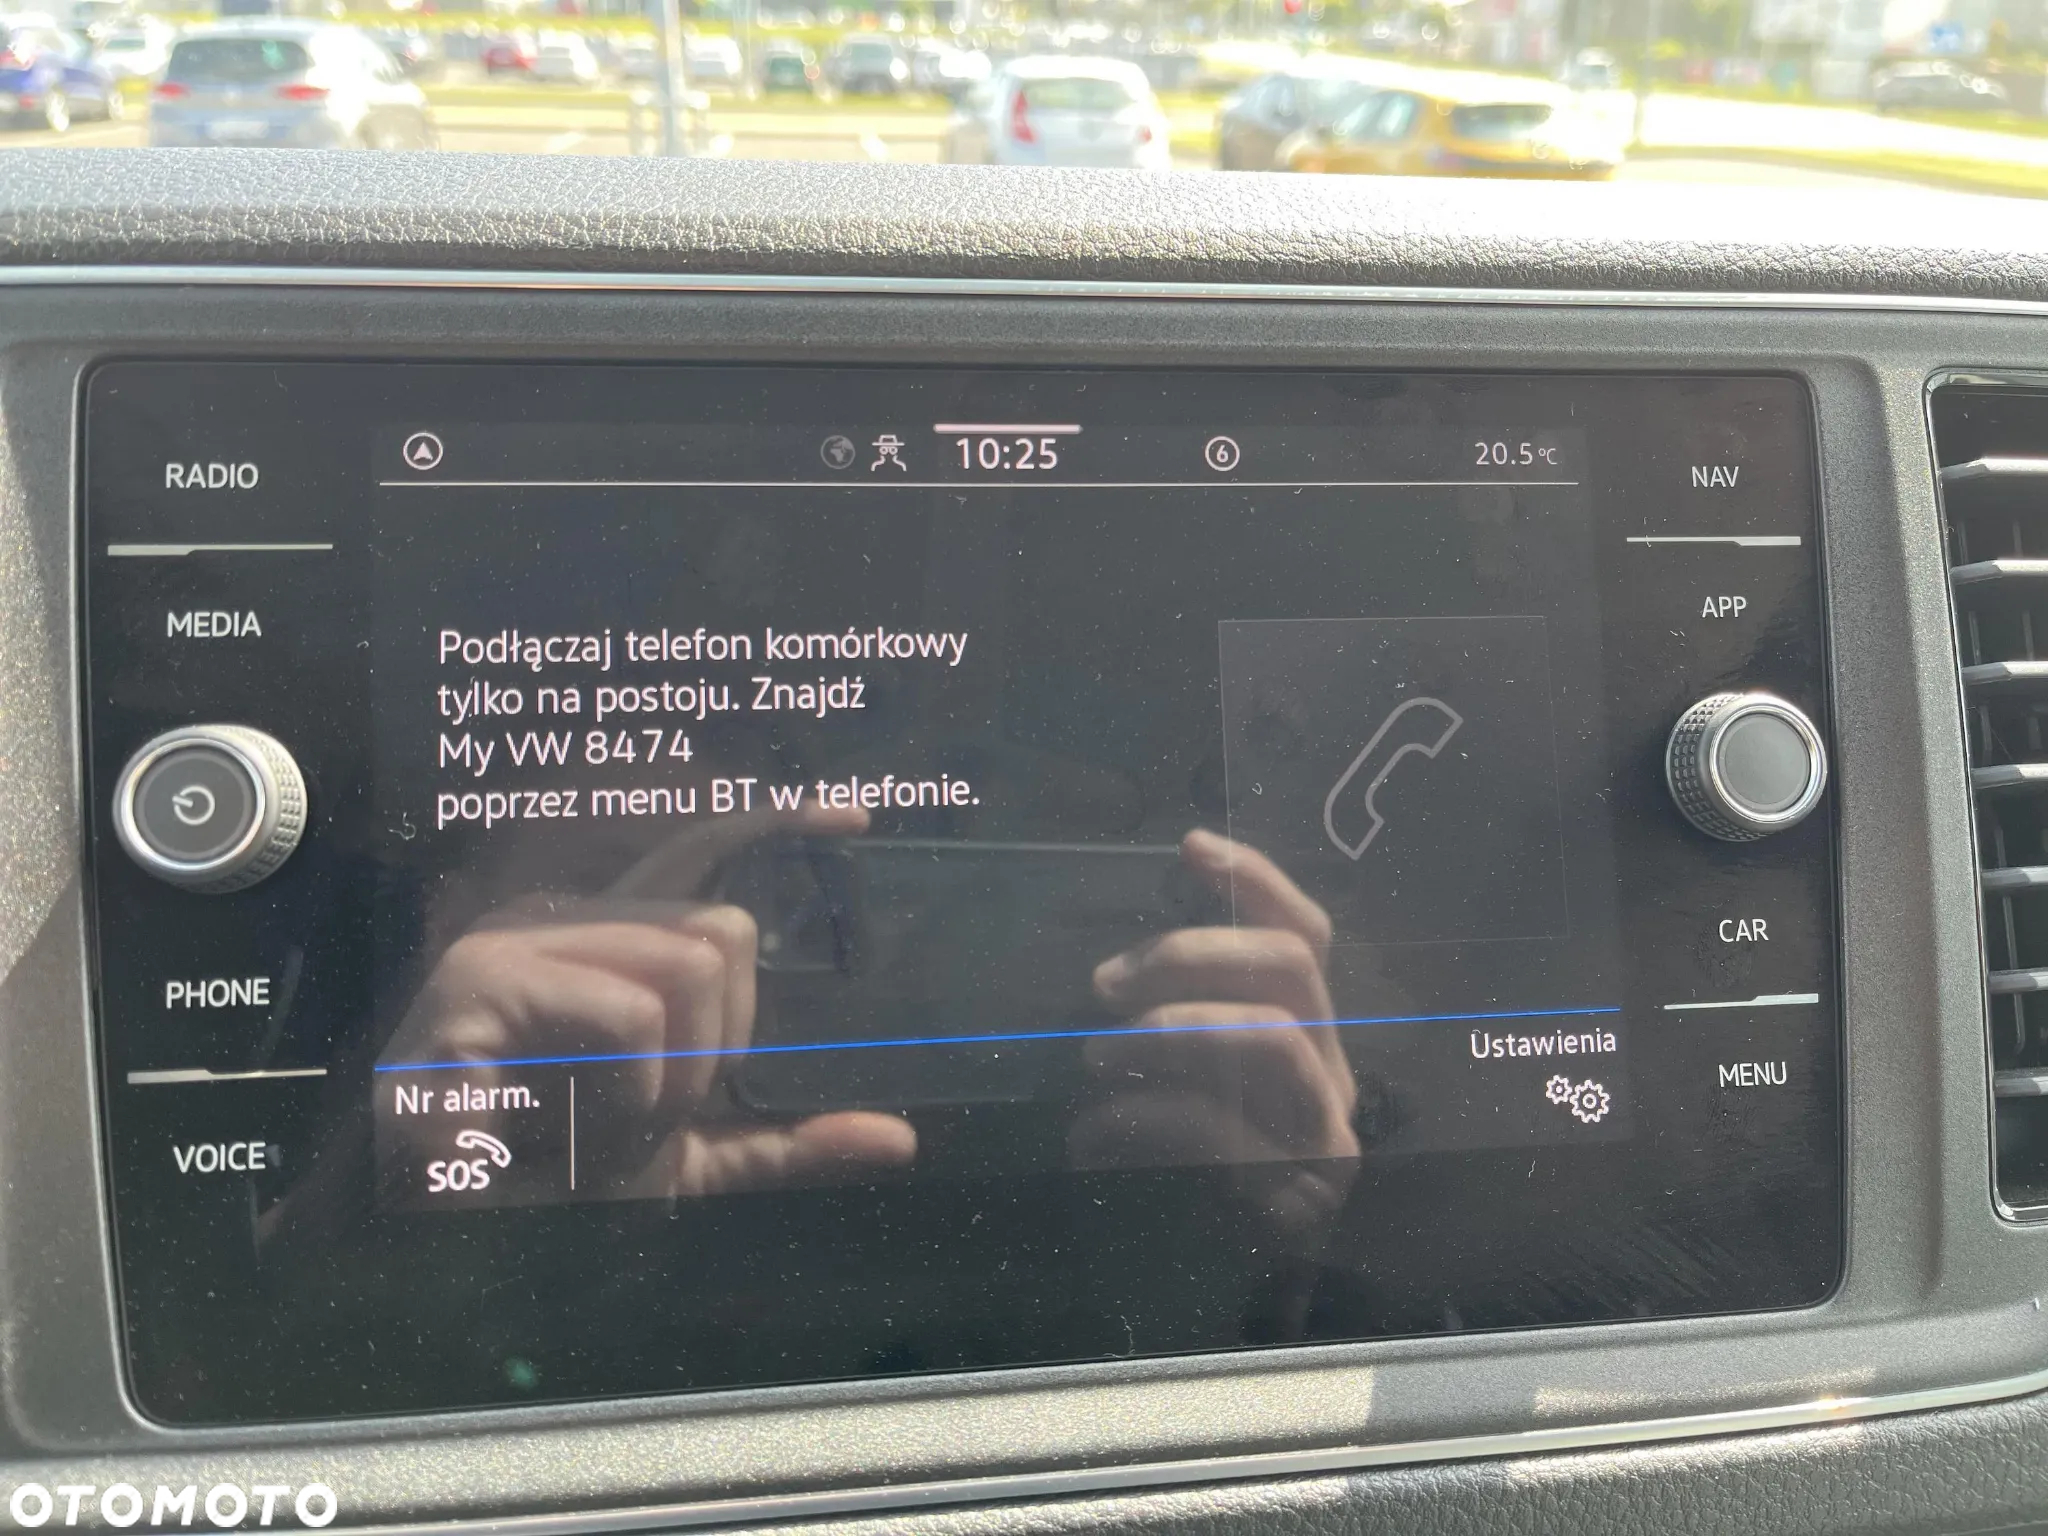 RADIO
MEDIA
PHONE
VOICE
10:25
6
20.5 °C
Podłączaj telefon komórkowy
tylko na postoju. Znajdź
My VW 8474
poprzez menu BT w telefonie.
Nr alarm.
SOS
Ustawienia
NAV
APP
CAR
MENU
OTOMOTO